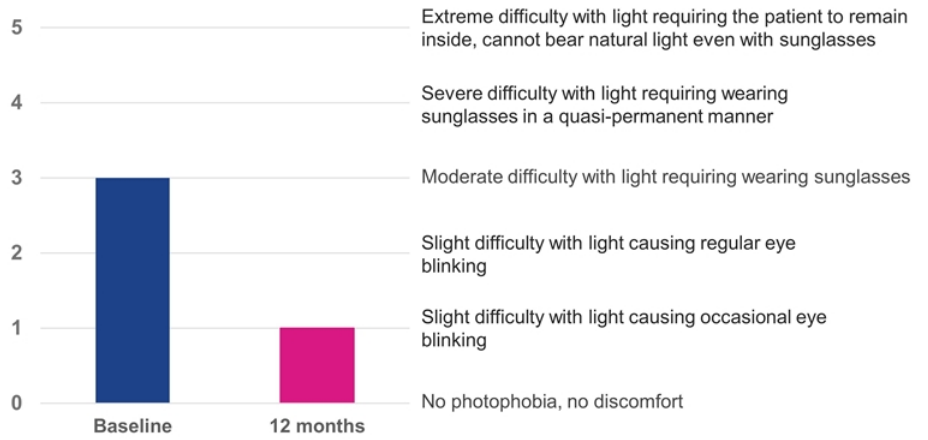 5
Extreme difficulty with light requiring the patient to remain
inside, cannot bear natural light even with sunglasses
4
Severe difficulty with light requiring wearing
sunglasses in a quasi-permanent manner
3
Moderate difficulty with light requiring wearing sunglasses
2
Slight difficulty with light causing regular eye
blinking
1
Slight difficulty with light causing occasional eye
blinking
0
No photophobia, no discomfort
Baseline
12 months